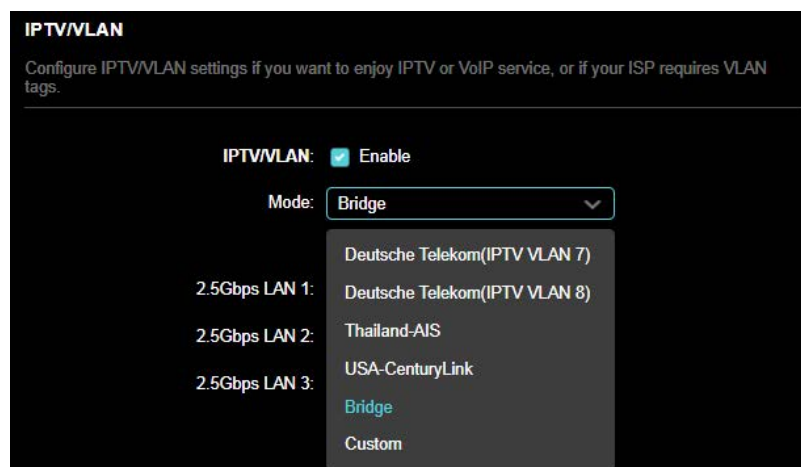 IPTV/VLAN
Configure IPTV/VLAN settings if you want to enjoy IPTV or VoIP service, or if your ISP requires VLAN
tags.
IPTV/VLAN: Enable
Mode: Bridge
Deutsche Telekom(IPTV VLAN 7)
2.5Gbps LAN 1: Deutsche Telekom(IPTV VLAN 8)
2.5Gbps LAN 2: Thailand-AIS
USA-CenturyLink
2.5Gbps LAN 3:
Bridge
Custom